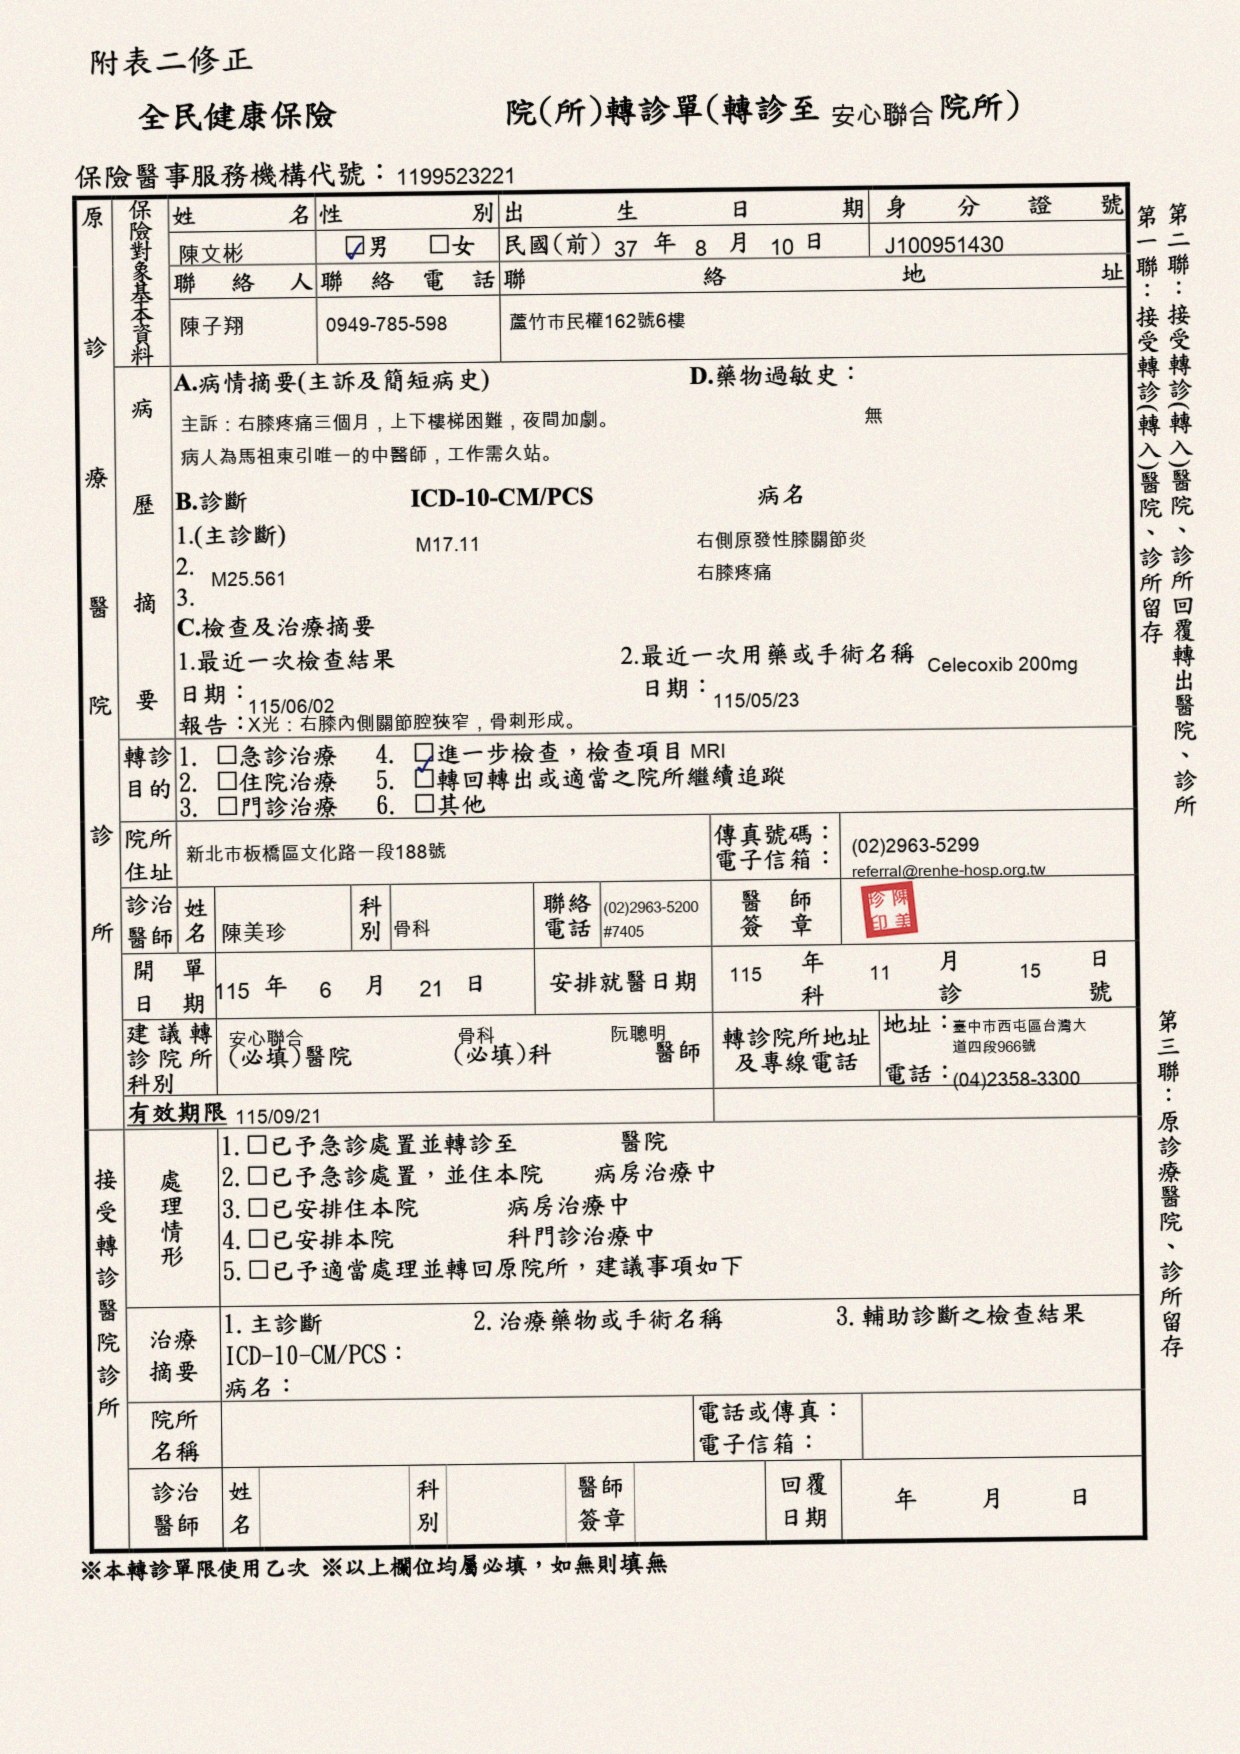 附表二修正
全民健康保險 院(所)轉診單(轉診至 安心聯合 院所)
保險醫事服務機構代號：1199523221
原診療醫院診所
保險對象基本資料
姓名 性別 出生日期 身分證號
陳文彬 ☑男 □女 民國(前) 37 年 8 月 10 日 J100951430
聯絡人 聯絡電話 聯絡地址
陳子翔 0949-785-598 蘆竹市民權162號6樓
病歷摘要
A.病情摘要(主訴及簡短病史) D.藥物過敏史：
主訴：右膝疼痛三個月，上下樓梯困難，夜間加劇。 無
病人為馬祖東引唯一的中醫師，工作需久站。
B.診斷 ICD-10-CM/PCS 病名
1.(主診斷) M17.11 右側原發性膝關節炎
2. M25.561 右膝疼痛
3.
C.檢查及治療摘要
1.最近一次檢查結果 2.最近一次用藥或手術名稱 Celecoxib 200mg
日期：115/06/02 日期：115/05/23
報告：X光：右膝內側關節腔狹窄，骨刺形成。
轉診目的
1. □急診治療 4. ☑進一步檢查，檢查項目 MRI
2. □住院治療 5. □轉回轉出或適當之院所繼續追蹤
3. □門診治療 6. □其他
院所住址 新北市板橋區文化路一段188號 傳真號碼： (02)2963-5299
電子信箱： referral@renhe-hosp.org.tw
診治醫師 姓名 陳美珍 科別 骨科 聯絡電話 (02)2963-5200 #7405 醫師簽章 陳美珍印
開單日期 115 年 6 月 21 日 安排就醫日期 115 年 11 月 15 日
科 診 號
建議轉診院所科別 安心聯合 (必填)醫院 骨科 (必填)科 阮聰明 醫師 轉診院所地址及專線電話 地址：臺中市西屯區台灣大道四段966號
電話：(04)2358-3300
有效期限 115/09/21
接受轉診醫院診所
處理情形
1.□已予急診處置並轉診至 醫院
2.□已予急診處置，並住本院 病房治療中
3.□已安排住本院 病房治療中
4.□已安排本院 科門診治療中
5.□已予適當處理並轉回原院所，建議事項如下
治療摘要
1.主診斷 2.治療藥物或手術名稱 3.輔助診斷之檢查結果
ICD-10-CM/PCS：
病名：
院所名稱 電話或傳真：
電子信箱：
診治醫師 姓名 科別 醫師簽章 回覆日期 年 月 日
※本轉診單限使用乙次 ※以上欄位均屬必填，如無則填無
第一聯：接受轉診(轉入)醫院、診所留存
第二聯：接受轉診(轉入)醫院、診所回覆轉出醫院、診所
第三聯：原診療醫院、診所留存